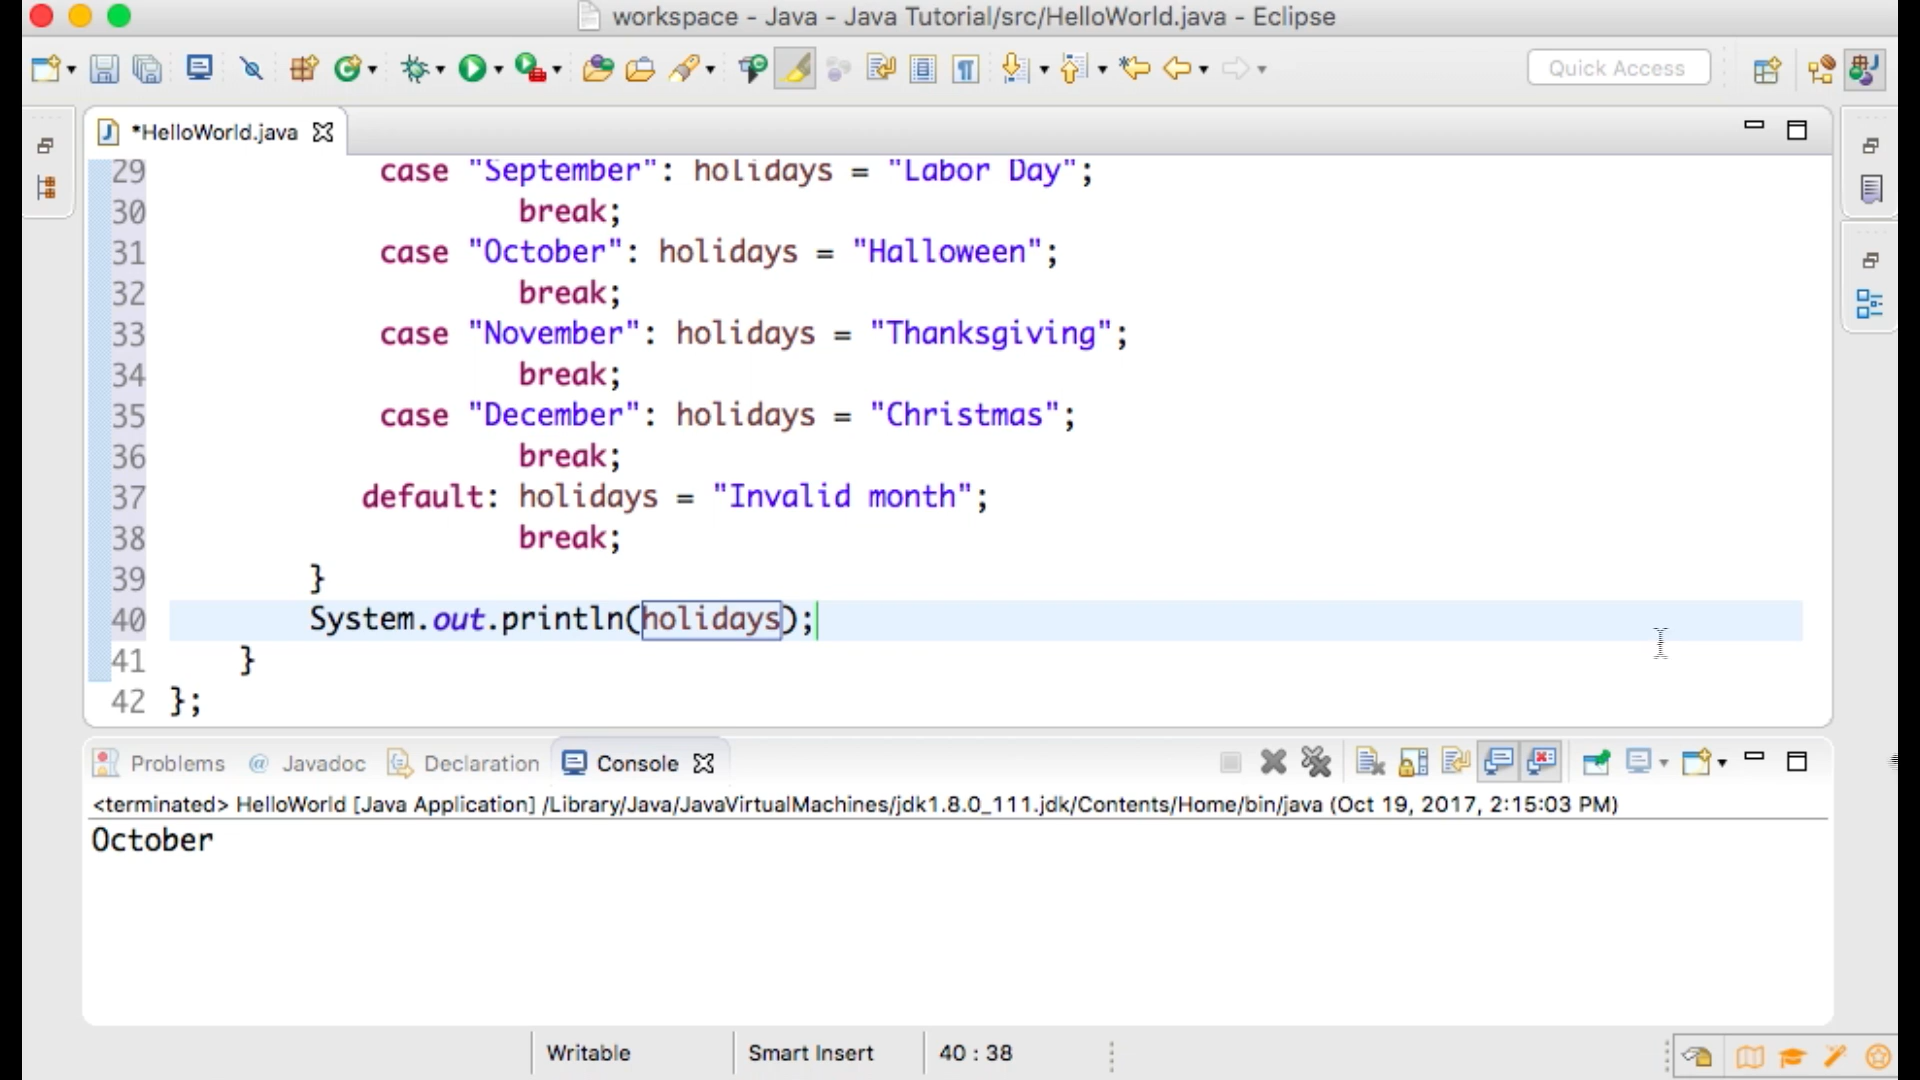 workspace - Java - Java Tutorial/src/HelloWorld.java - Eclipse
Quick Access
*HelloWorld.java
29 case "September": holidays = "Labor Day";
30 break;
31 case "October": holidays = "Halloween";
32 break;
33 case "November": holidays = "Thanksgiving";
34 break;
35 case "December": holidays = "Christmas";
36 break;
37 default: holidays = "Invalid month";
38 break;
39 }
40 System.out.println(holidays);
41 }
42 };
Problems @ Javadoc Declaration Console
<terminated> HelloWorld [Java Application] /Library/Java/JavaVirtualMachines/jdk1.8.0_111.jdk/Contents/Home/bin/java (Oct 19, 2017, 2:15:03 PM)
October
Writable Smart Insert 40 : 38